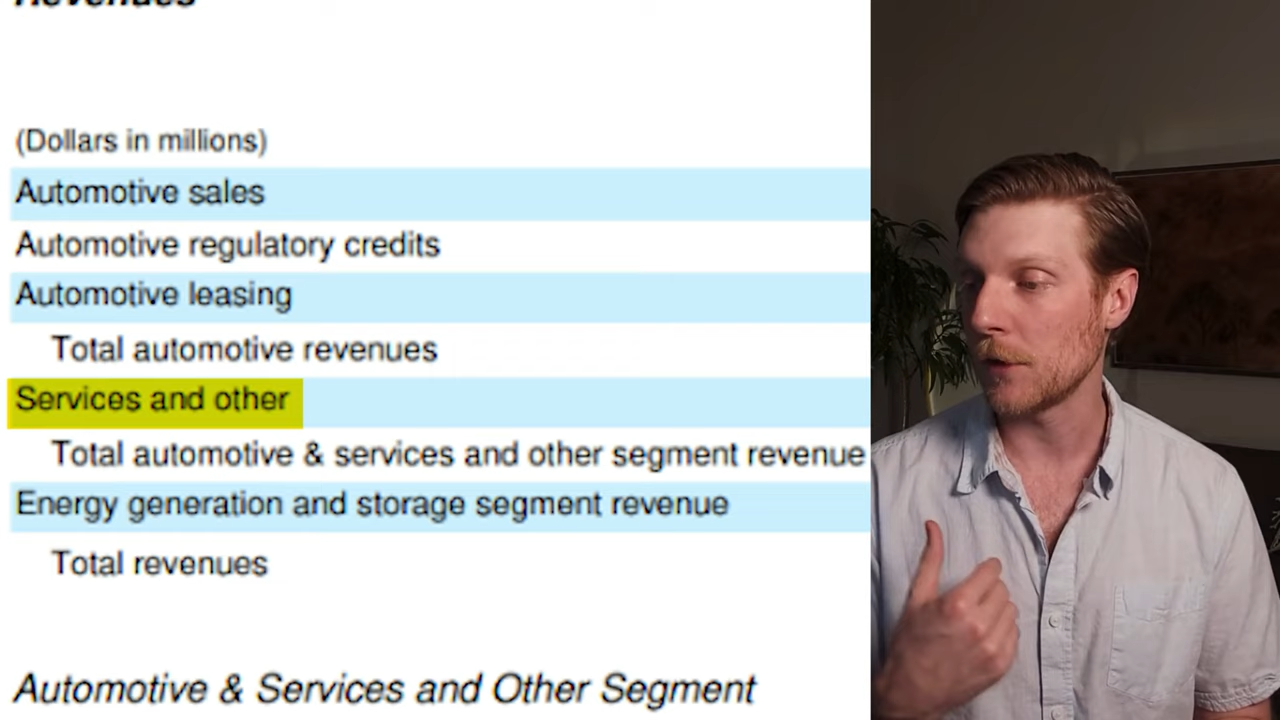 Revenues
(Dollars in millions)
Automotive sales
Automotive regulatory credits
Automotive leasing
Total automotive revenues
Services and other
Total automotive & services and other segment revenue
Energy generation and storage segment revenue
Total revenues
Automotive & Services and Other Segment